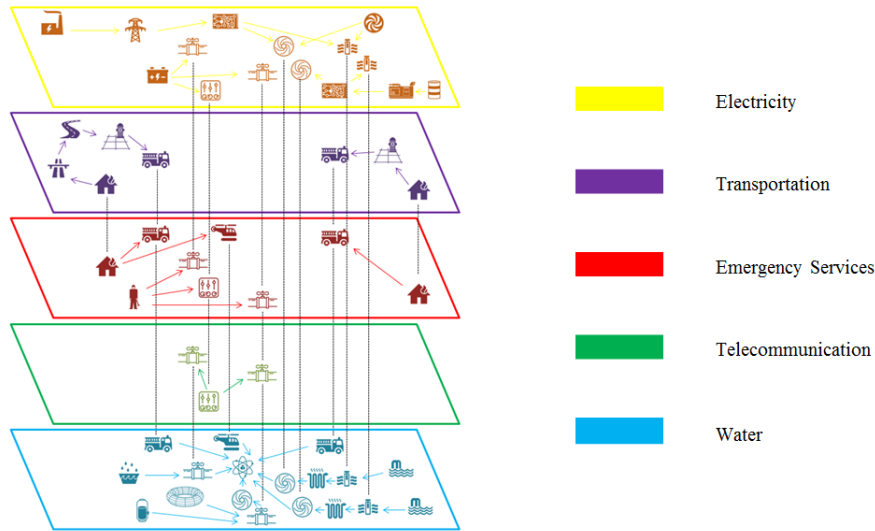 Electricity
Transportation
Emergency Services
Telecommunication
Water